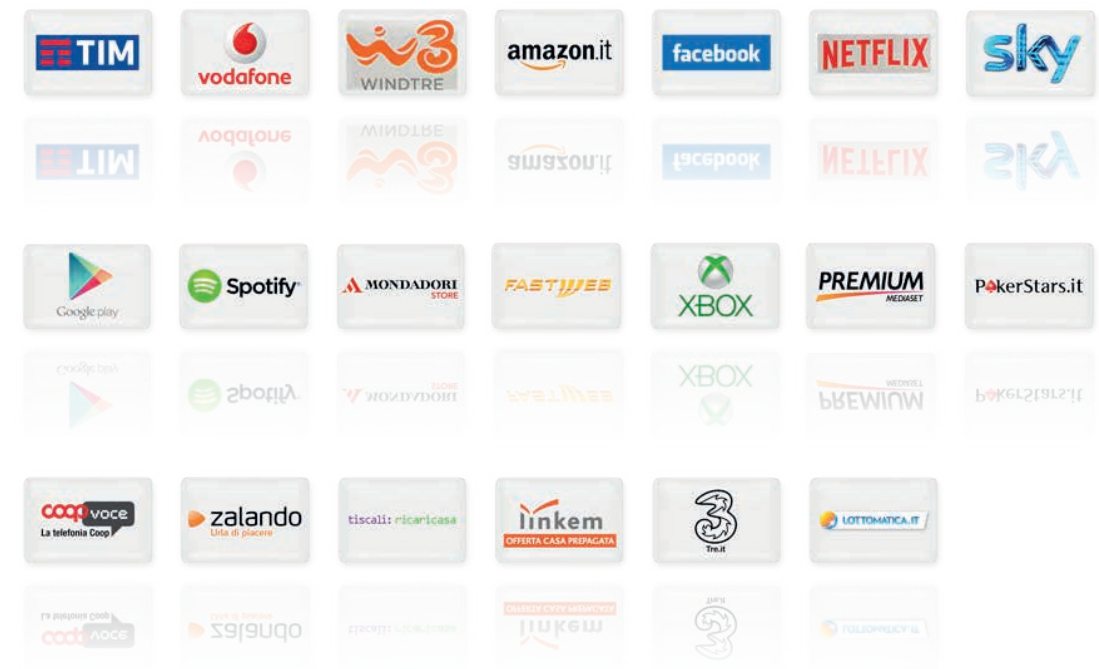 TIM
vodafone
WINDTRE
amazon.it
facebook
NETFLIX
sky
Google play
Spotify
MONDADORI
STORE
FASTWEB
XBOX
PREMIUM
MEDIASET
PokerStars.it
coop voce
La telefonia Coop
zalando
Urla di piacere
tiscali: ricaricasa
linkem
OFFERTA CASA PREPAGATA
3
Tre.it
LOTTOMATICA.IT